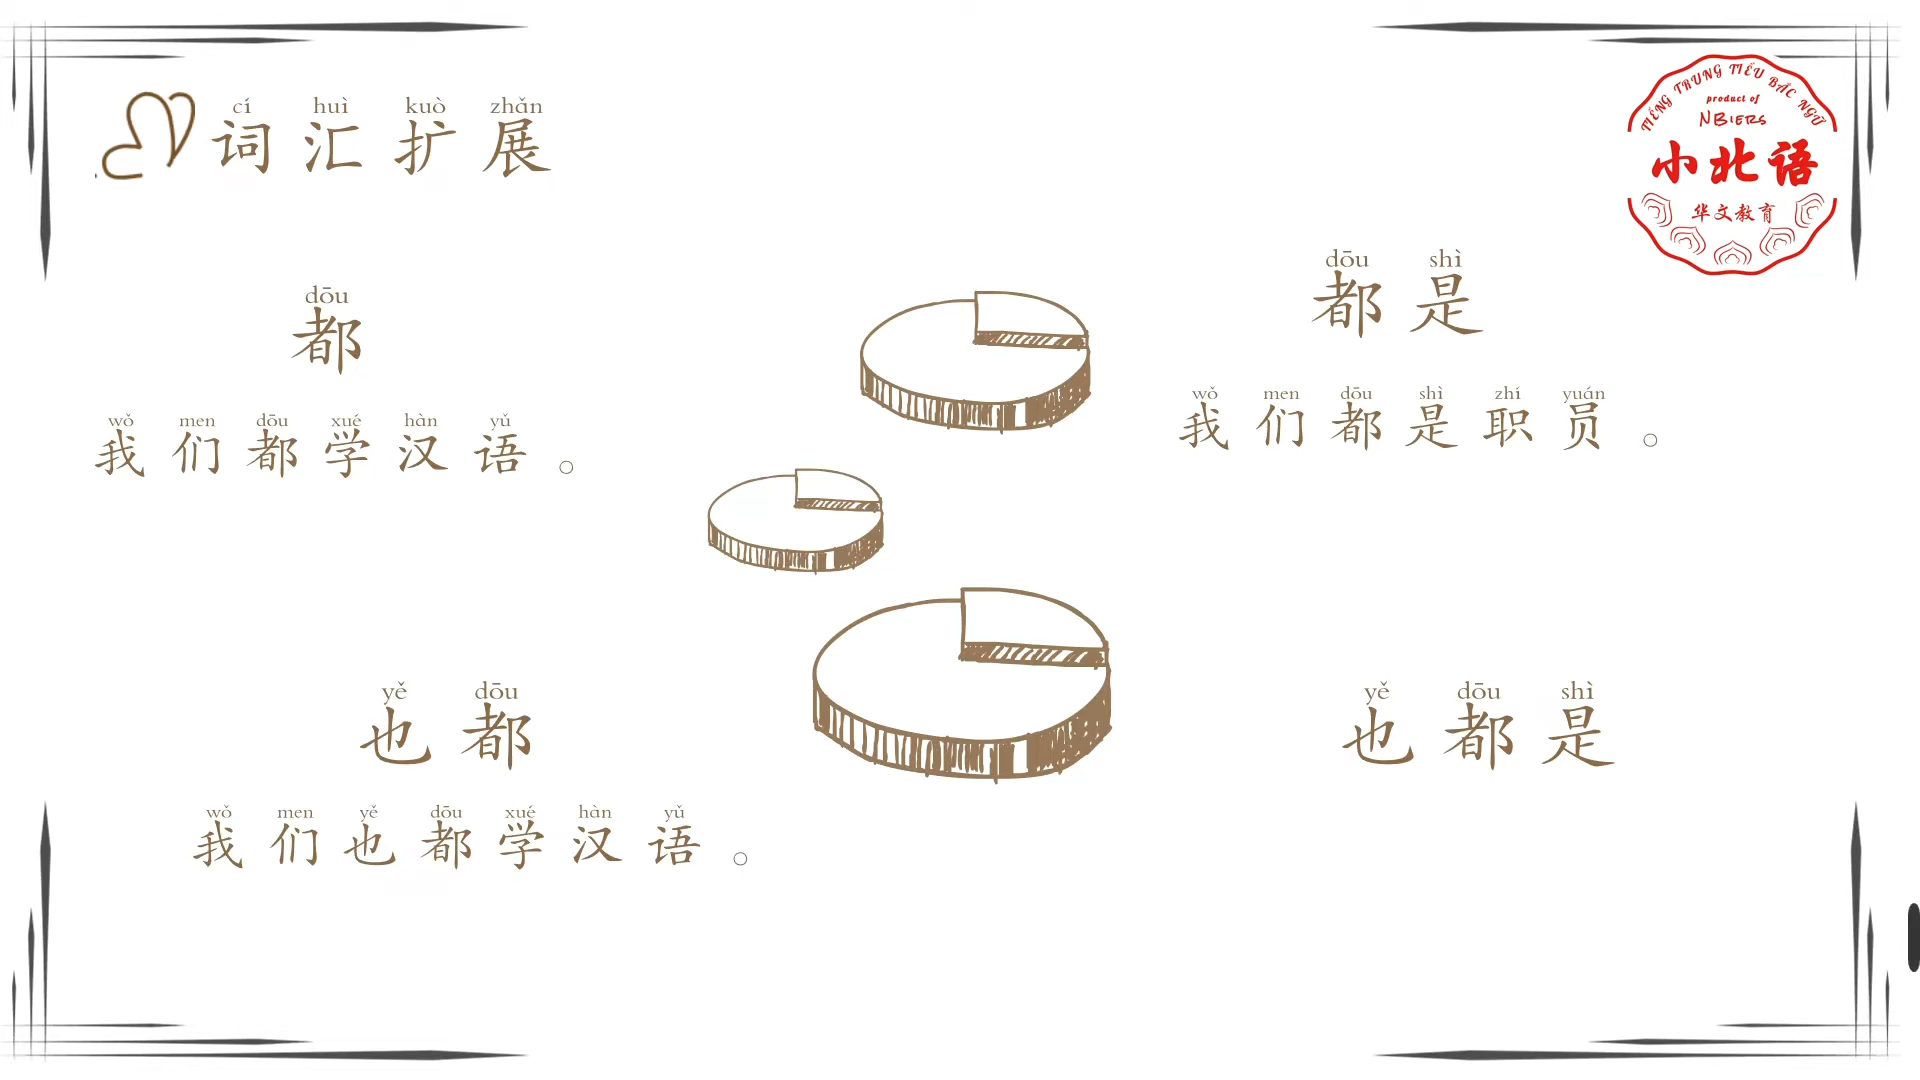 cí huì kuò zhǎn
词汇扩展
TIẾNG TRUNG TIỂU BẮC NGỮ
product of
NBIERS
小北语
华文教育
dōu
都
wǒ men dōu xué hàn yǔ
我们都学汉语。
dōu shì
都是
wǒ men dōu shì zhí yuán
我们都是职员。
yě dōu
也都
wǒ men yě dōu xué hàn yǔ
我们也都学汉语。
yě dōu shì
也都是